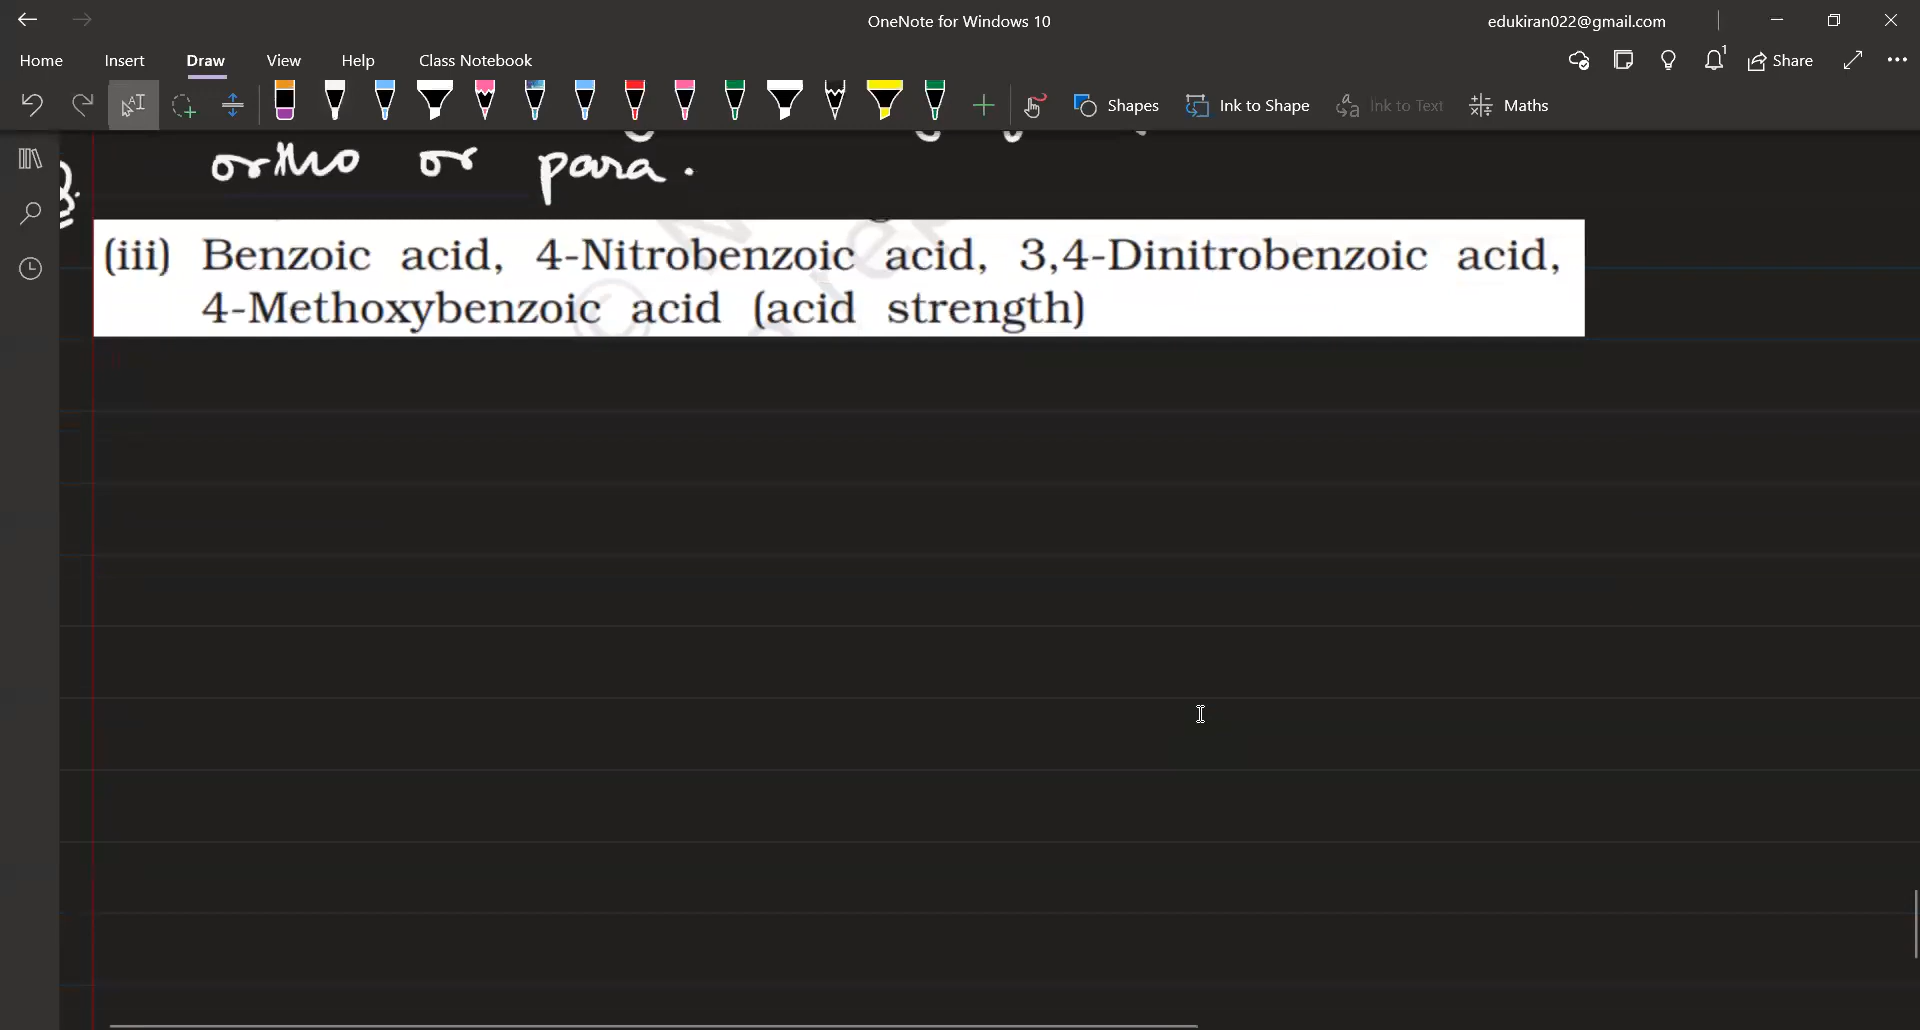 OneNote for Windows 10
edukiran022@gmail.com
Home Insert Draw View Help Class Notebook
1
Share
Shapes
Ink to Shape
Ink to Text
Maths
ortho or para.
(iii) Benzoic acid, 4-Nitrobenzoic acid, 3,4-Dinitrobenzoic acid,
4-Methoxybenzoic acid (acid strength)